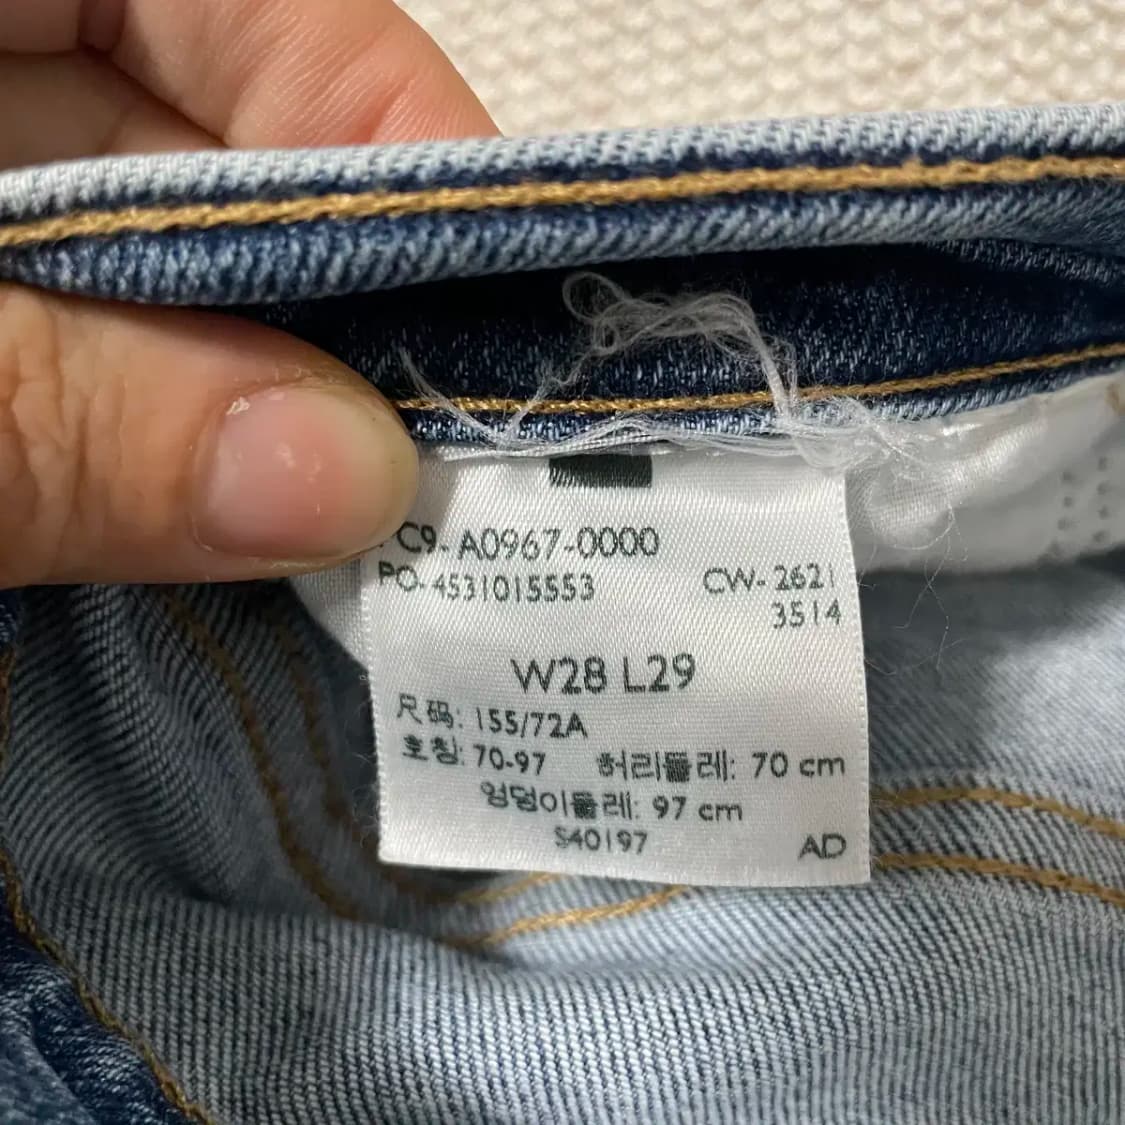 C9-A0967-0000
PO-4531015553
CW-2621
3514
W28 L29
尺码: 155/72A
호칭: 70-97 허리둘레: 70 cm
엉덩이둘레: 97 cm
S40197
AD